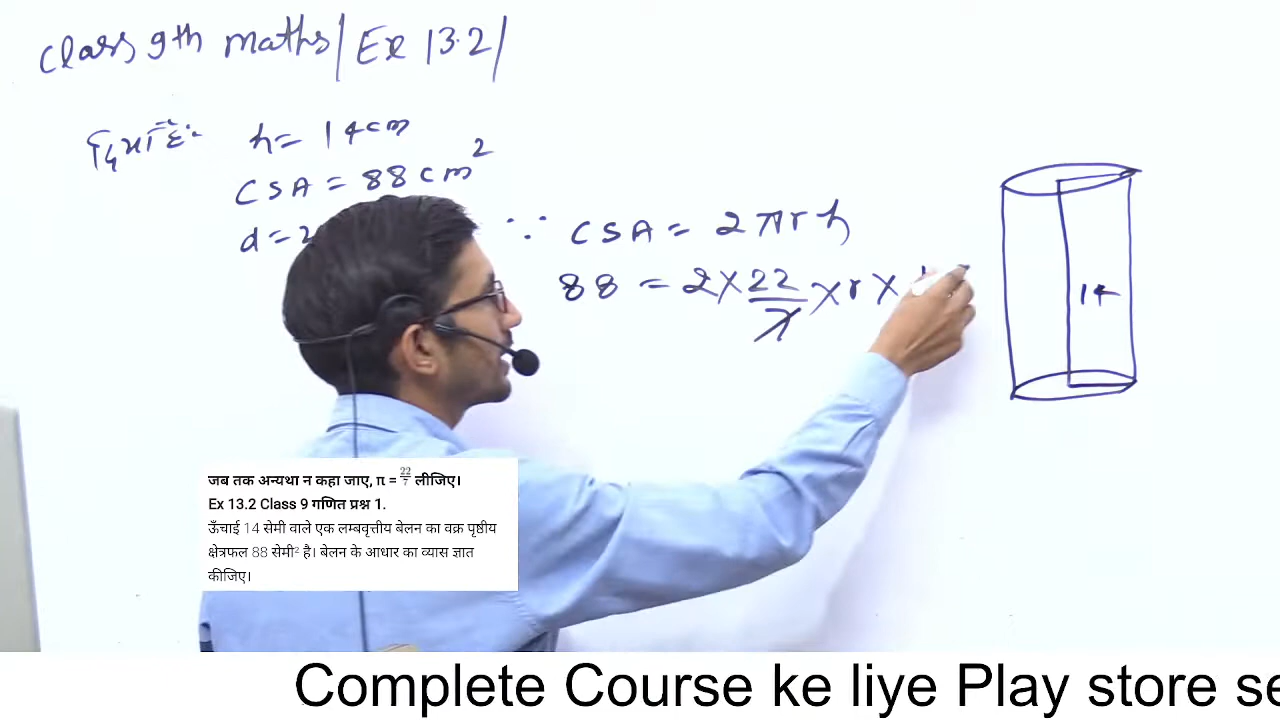 Class 9th maths/ Ex 13.2/
h = 14 cm
CSA = 88 cm²
d = 2
∵ CSA = 2πrh
88 = 2 × 22/7 × r ×
14
जब तक अन्यथा न कहा जाए, π = 22/7 लीजिए।
Ex 13.2 Class 9 गणित प्रश्न 1.
ऊँचाई 14 सेमी वाले एक लम्बवृत्तीय बेलन का वक्र पृष्ठीय
क्षेत्रफल 88 सेमी² है। बेलन के आधार का व्यास ज्ञात
कीजिए।
Complete Course ke liye Play store se